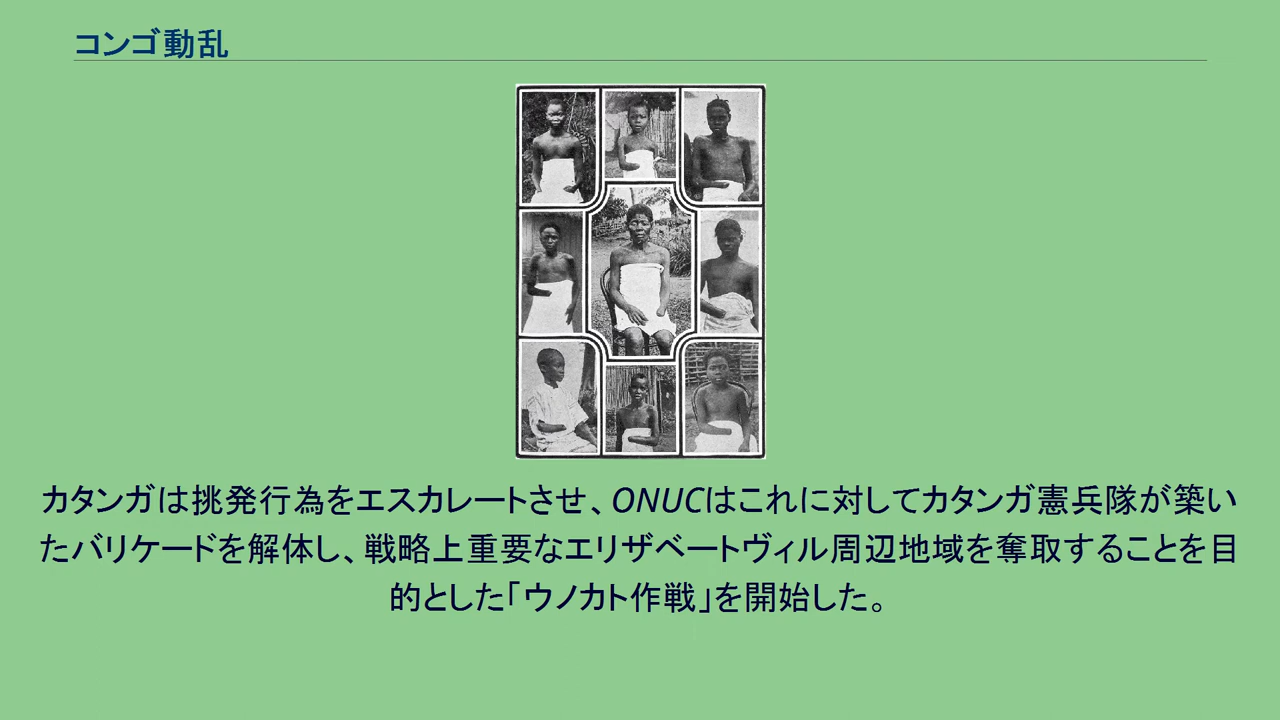 コンゴ動乱
カタンガは挑発行為をエスカレートさせ、ONUCはこれに対してカタンガ憲兵隊が築い
たバリケードを解体し、戦略上重要なエリザベートヴィル周辺地域を奪取することを目
的とした「ウノカト作戦」を開始した。